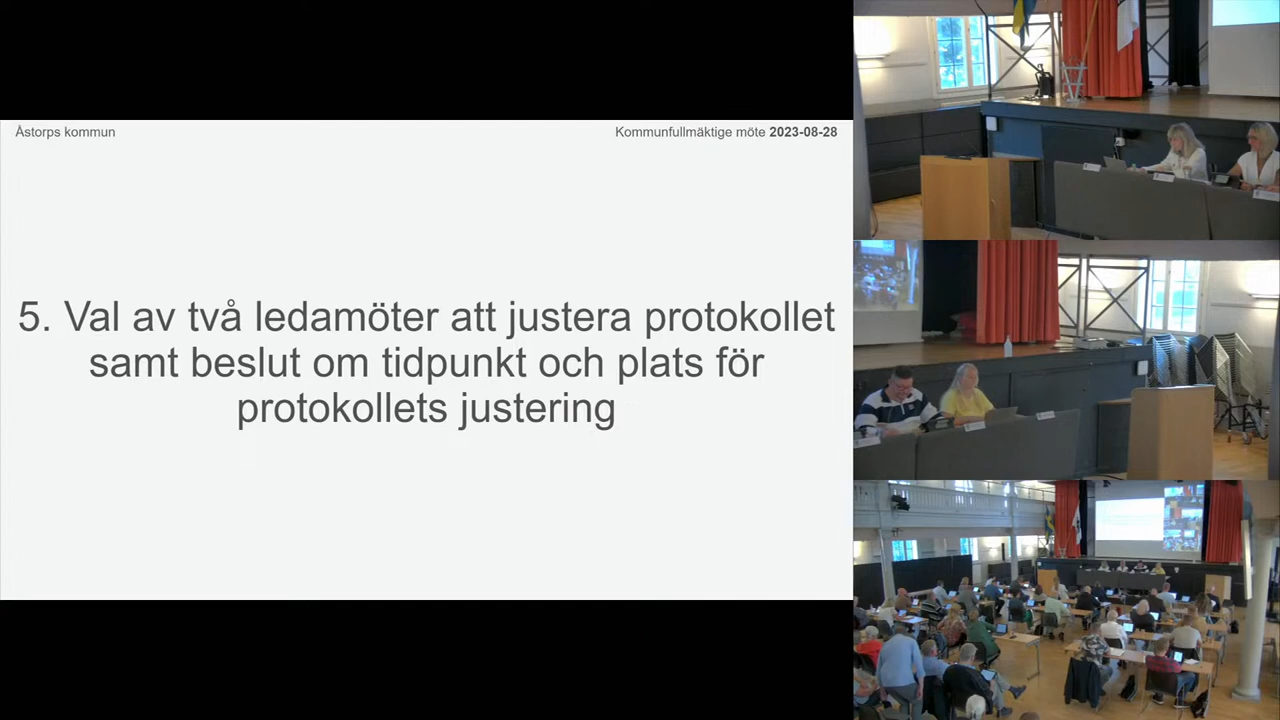 Åstorps kommun
Kommunfullmäktige möte 2023-08-28
5. Val av två ledamöter att justera protokollet
samt beslut om tidpunkt och plats för
protokollets justering